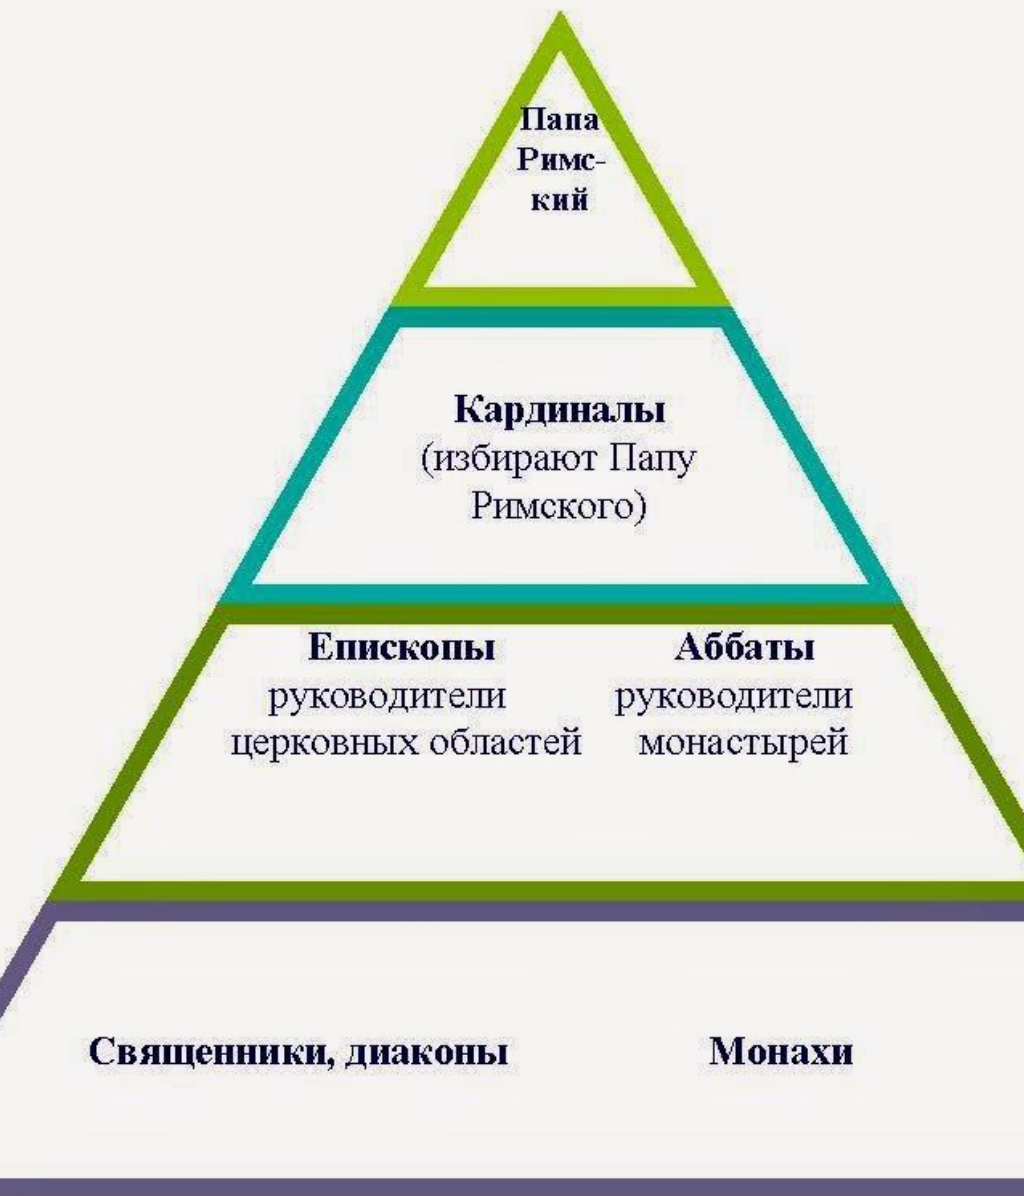 Папа
Римс-
кий
Кардиналы
(избирают Папу
Римского)
Епископы
руководители
церковных областей
Аббаты
руководители
монастырей
Священники, диаконы
Монахи